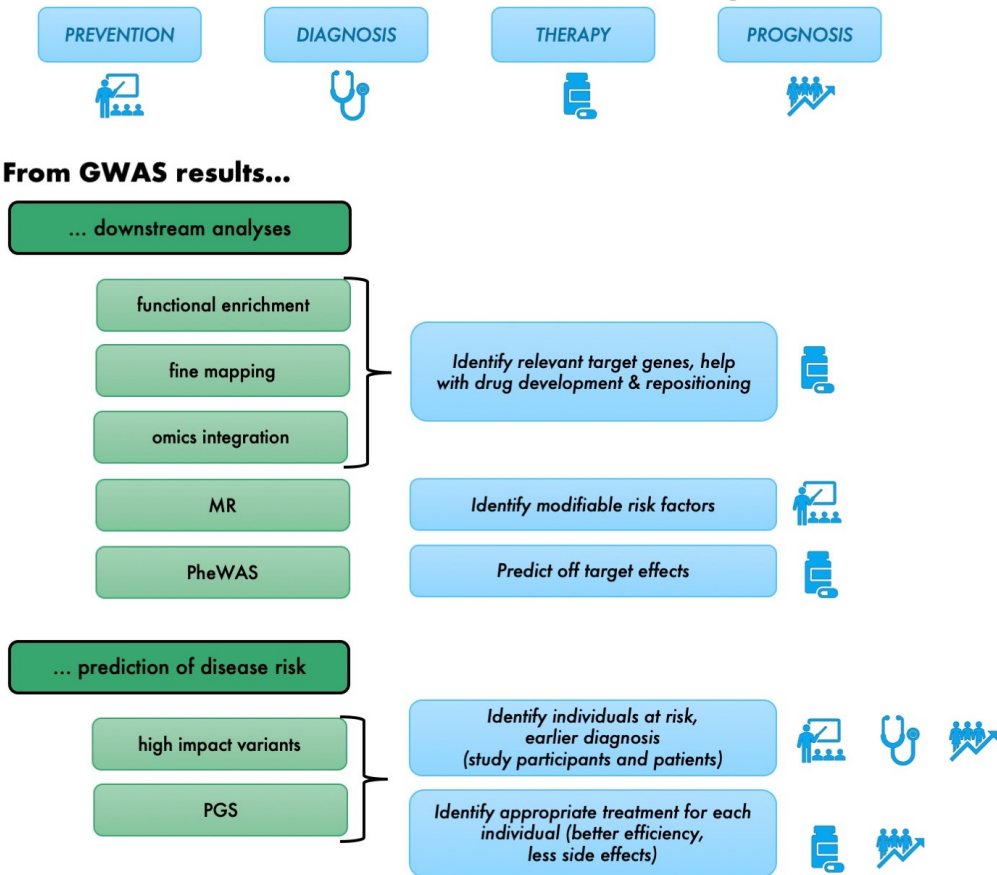 PREVENTION
DIAGNOSIS
THERAPY
PROGNOSIS
From GWAS results...
... downstream analyses
functional enrichment
fine mapping
omics integration
Identify relevant target genes, help
with drug development & repositioning
MR
Identify modifiable risk factors
PheWAS
Predict off target effects
... prediction of disease risk
high impact variants
PGS
Identify individuals at risk,
earlier diagnosis
(study participants and patients)
Identify appropriate treatment for each
individual (better efficiency,
less side effects)